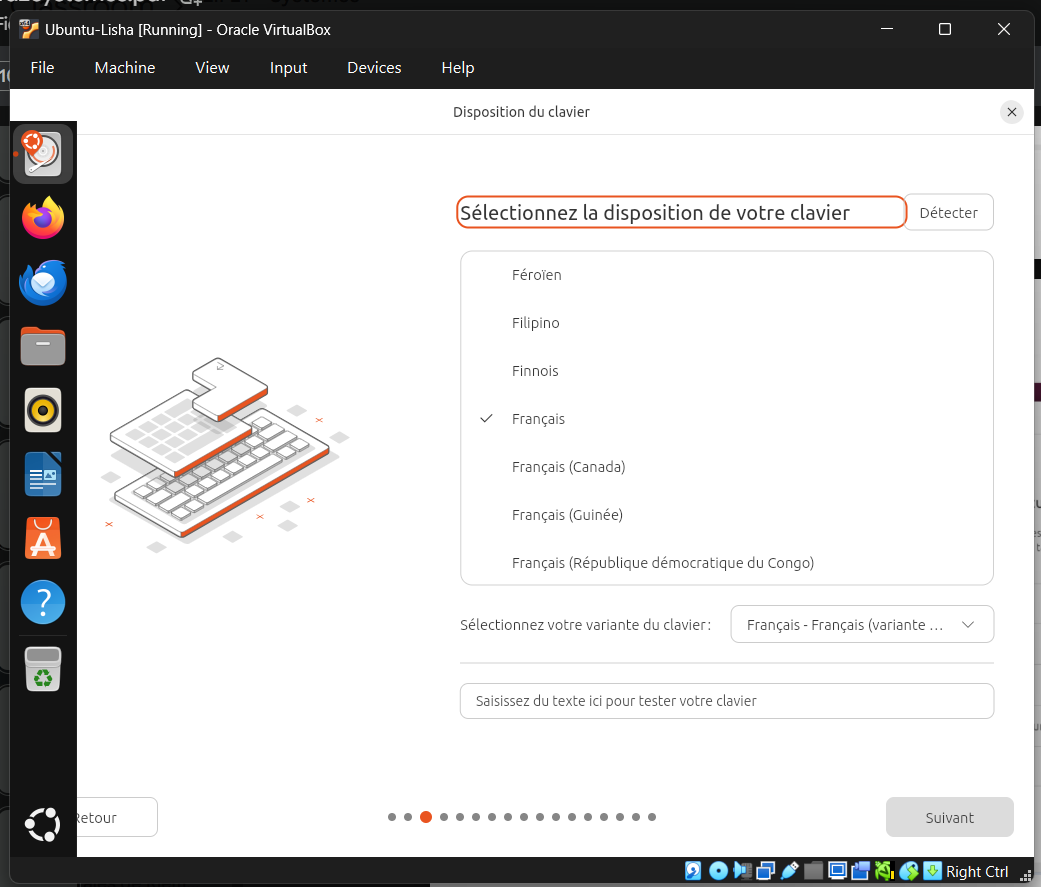 Ubuntu-Lisha [Running] - Oracle VirtualBox
File Machine View Input Devices Help
Disposition du clavier
Sélectionnez la disposition de votre clavier
Détecter
Féroïen
Filipino
Finnois
Français
Français (Canada)
Français (Guinée)
Français (République démocratique du Congo)
Sélectionnez votre variante du clavier :
Français - Français (variante ...
Saisissez du texte ici pour tester votre clavier
Retour
Suivant
Right Ctrl